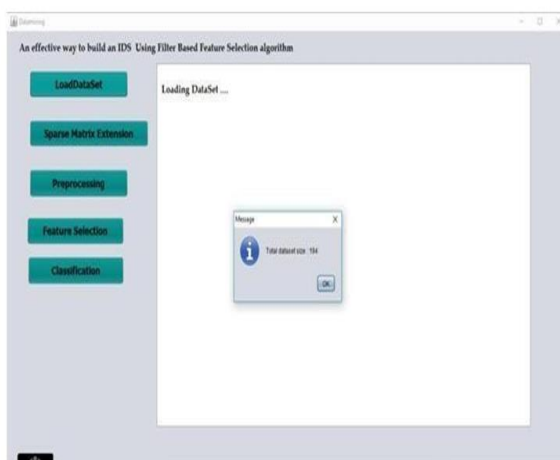 Datamining
An effective way to build an IDS Using Filter Based Feature Selection algorithm
LoadDataSet
Loading DataSet ....
Sparse Matrix Extension
Preprocessing
Feature Selection
Classification
Message
Total dataset size : 194
OK